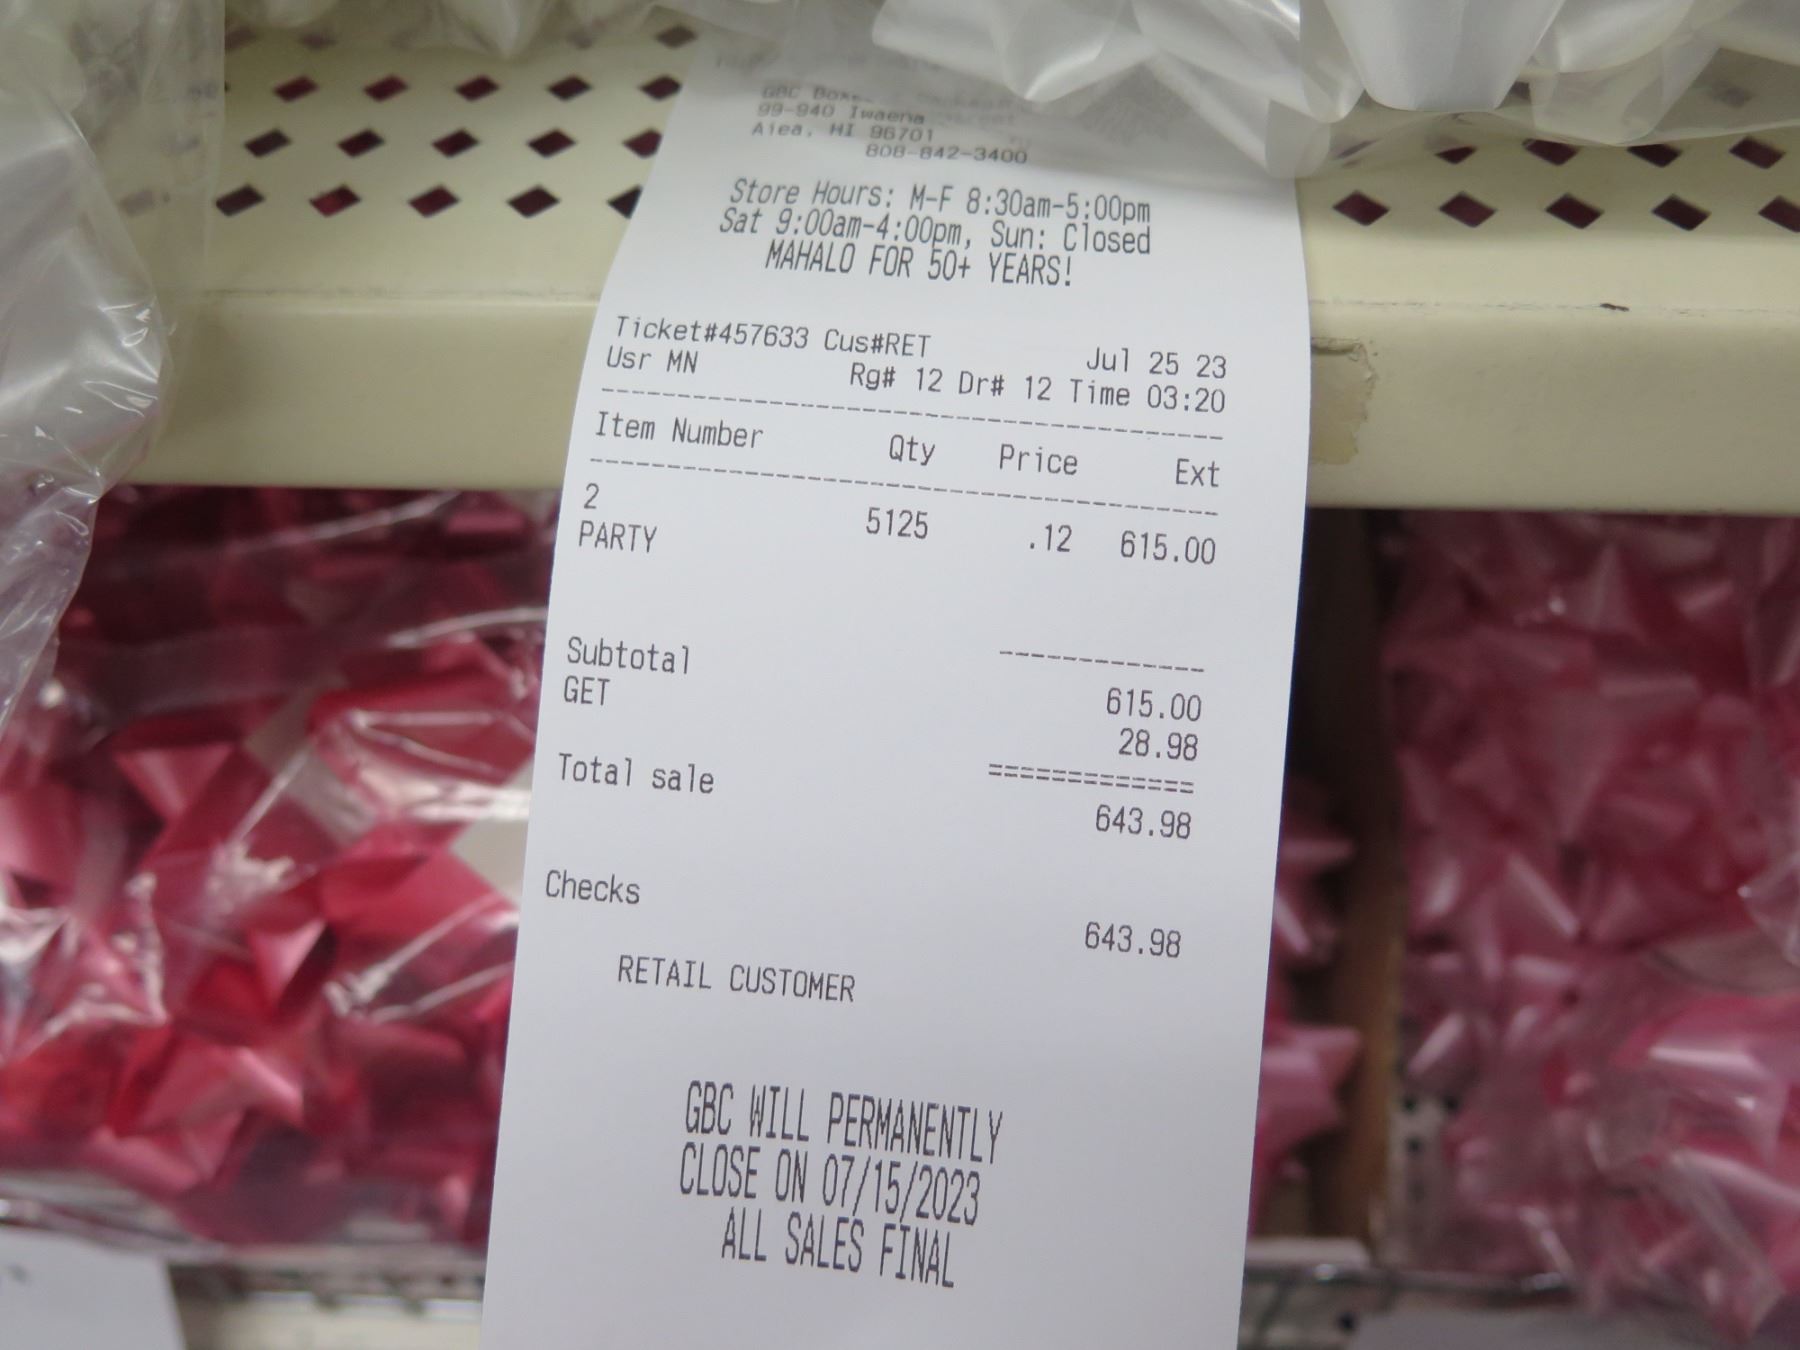 GBC
99-940 Iwaena
Aiea, HI 96701
808-842-3400
Store Hours: M-F 8:30am-5:00pm
Sat 9:00am-4:00pm, Sun: Closed
MAHALO FOR 50+ YEARS!
Ticket#457633 Cus#RET Jul 25 23
Usr MN Rg# 12 Dr# 12 Time 03:20
Item Number Qty Price Ext
2 5125 .12 615.00
PARTY
Subtotal 615.00
GET 28.98
Total sale 643.98
Checks 643.98
RETAIL CUSTOMER
GBC WILL PERMANENTLY
CLOSE ON 07/15/2023
ALL SALES FINAL